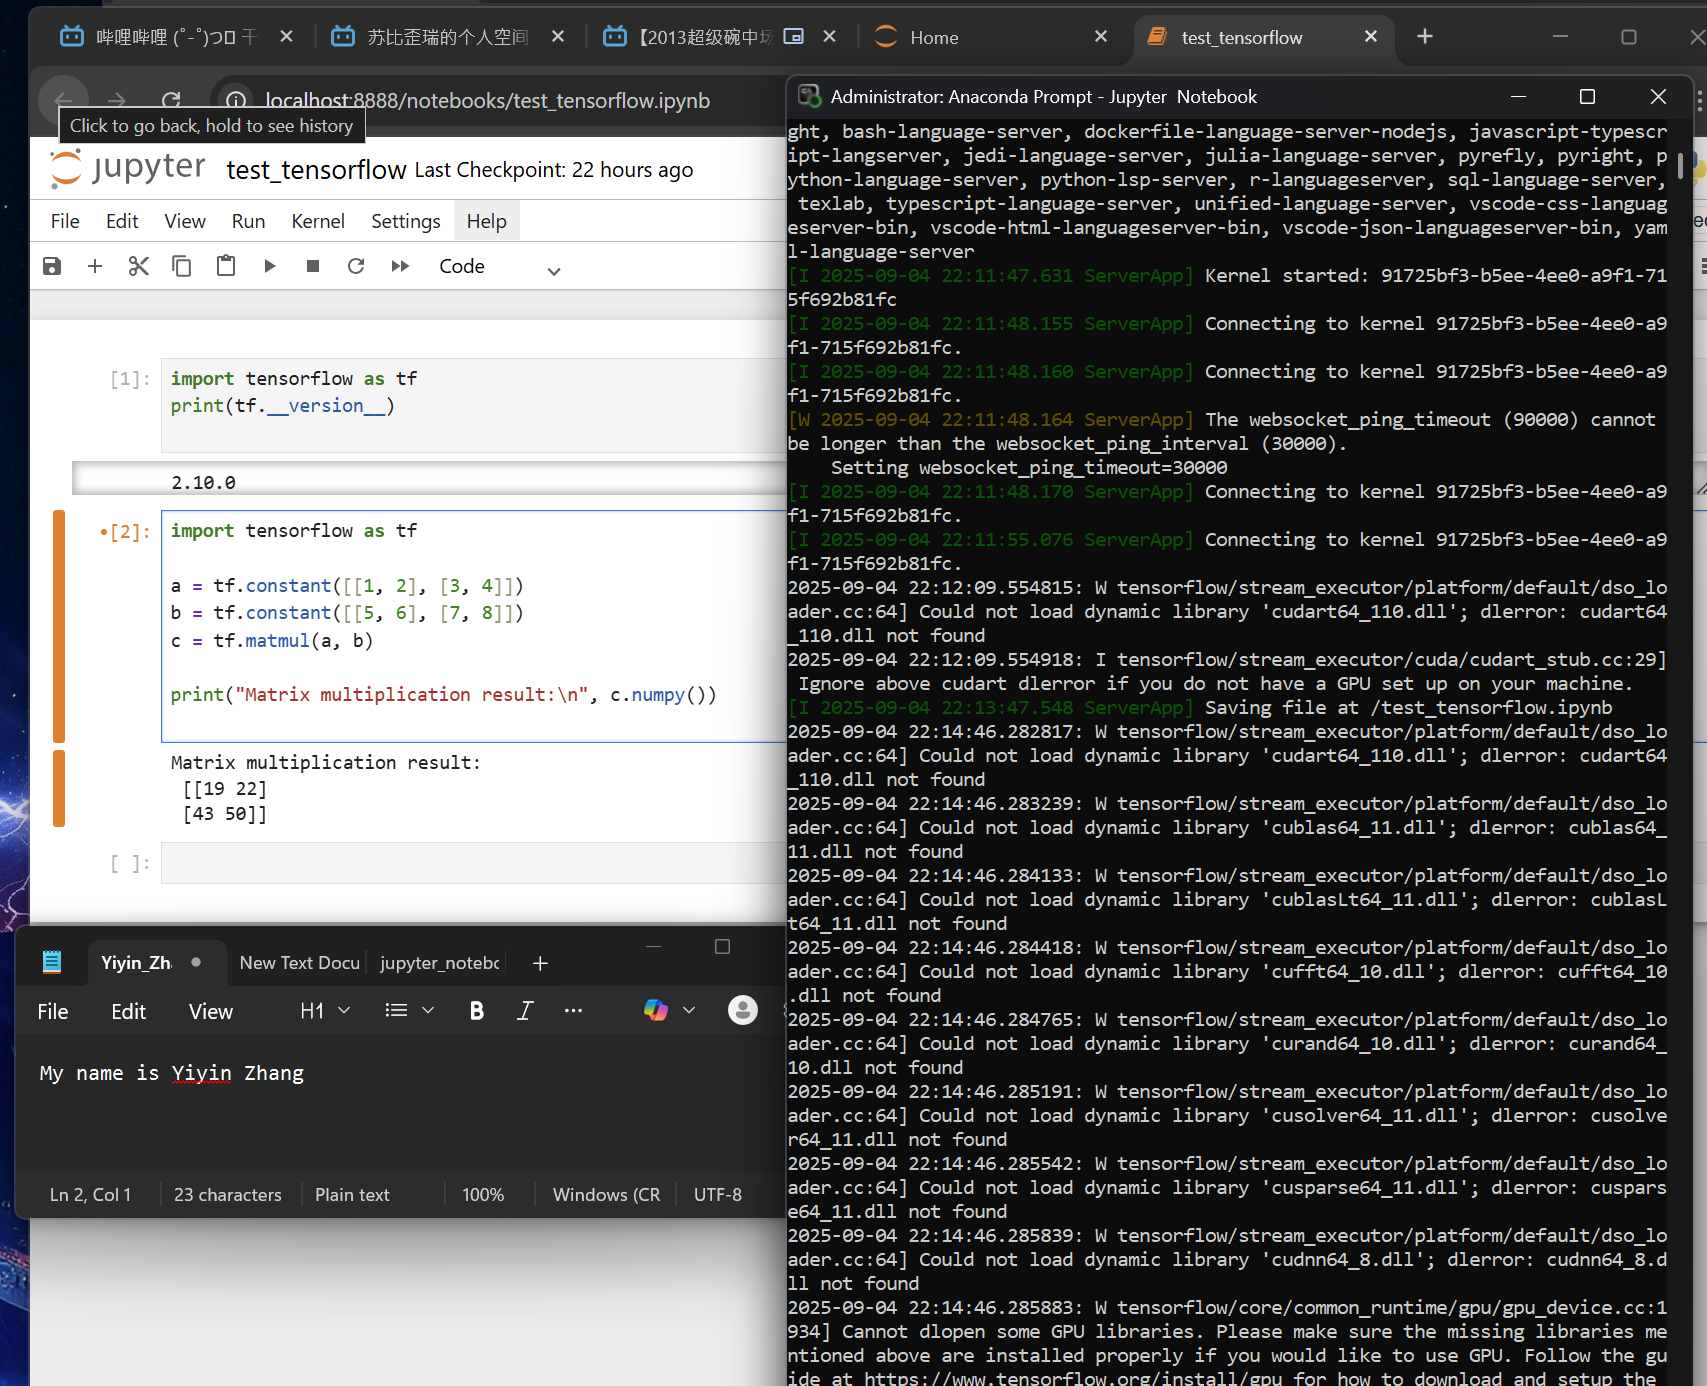 哔哩哔哩 (゜-゜)つロ 干
苏比歪瑞的个人空间
【2013超级碗中场
Home
test_tensorflow
localhost:8888/notebooks/test_tensorflow.ipynb
Click to go back, hold to see history
jupyter test_tensorflow Last Checkpoint: 22 hours ago
File Edit View Run Kernel Settings Help
Code
[1]: import tensorflow as tf
print(tf.__version__)
2.10.0
•[2]: import tensorflow as tf
a = tf.constant([[1, 2], [3, 4]])
b = tf.constant([[5, 6], [7, 8]])
c = tf.matmul(a, b)
print("Matrix multiplication result:\n", c.numpy())
Matrix multiplication result:
[[19 22]
[43 50]]
[ ]:
Yiyin_Zh
New Text Docu
jupyter_notebo
File Edit View H1 B I ...
My name is Yiyin Zhang
Ln 2, Col 1 23 characters Plain text 100% Windows (CR UTF-8
Administrator: Anaconda Prompt - Jupyter Notebook
ght, bash-language-server, dockerfile-language-server-nodejs, javascript-typescr
ipt-langserver, jedi-language-server, julia-language-server, pyrefly, pyright, p
ython-language-server, python-lsp-server, r-languageserver, sql-language-server,
texlab, typescript-language-server, unified-language-server, vscode-css-languag
eserver-bin, vscode-html-languageserver-bin, vscode-json-languageserver-bin, yam
l-language-server
[I 2025-09-04 22:11:47.631 ServerApp] Kernel started: 91725bf3-b5ee-4ee0-a9f1-71
5f692b81fc
[I 2025-09-04 22:11:48.155 ServerApp] Connecting to kernel 91725bf3-b5ee-4ee0-a9
f1-715f692b81fc.
[I 2025-09-04 22:11:48.160 ServerApp] Connecting to kernel 91725bf3-b5ee-4ee0-a9
f1-715f692b81fc.
[W 2025-09-04 22:11:48.164 ServerApp] The websocket_ping_timeout (90000) cannot
be longer than the websocket_ping_interval (30000).
Setting websocket_ping_timeout=30000
[I 2025-09-04 22:11:48.170 ServerApp] Connecting to kernel 91725bf3-b5ee-4ee0-a9
f1-715f692b81fc.
[I 2025-09-04 22:11:55.076 ServerApp] Connecting to kernel 91725bf3-b5ee-4ee0-a9
f1-715f692b81fc.
2025-09-04 22:12:09.554815: W tensorflow/stream_executor/platform/default/dso_lo
ader.cc:64] Could not load dynamic library 'cudart64_110.dll'; dlerror: cudart64
_110.dll not found
2025-09-04 22:12:09.554918: I tensorflow/stream_executor/cuda/cudart_stub.cc:29]
Ignore above cudart dlerror if you do not have a GPU set up on your machine.
[I 2025-09-04 22:13:47.548 ServerApp] Saving file at /test_tensorflow.ipynb
2025-09-04 22:14:46.282817: W tensorflow/stream_executor/platform/default/dso_lo
ader.cc:64] Could not load dynamic library 'cudart64_110.dll'; dlerror: cudart64
_110.dll not found
2025-09-04 22:14:46.283239: W tensorflow/stream_executor/platform/default/dso_lo
ader.cc:64] Could not load dynamic library 'cublas64_11.dll'; dlerror: cublas64_
11.dll not found
2025-09-04 22:14:46.284133: W tensorflow/stream_executor/platform/default/dso_lo
ader.cc:64] Could not load dynamic library 'cublasLt64_11.dll'; dlerror: cublasL
t64_11.dll not found
2025-09-04 22:14:46.284418: W tensorflow/stream_executor/platform/default/dso_lo
ader.cc:64] Could not load dynamic library 'cufft64_10.dll'; dlerror: cufft64_10
.dll not found
2025-09-04 22:14:46.284765: W tensorflow/stream_executor/platform/default/dso_lo
ader.cc:64] Could not load dynamic library 'curand64_10.dll'; dlerror: curand64_
10.dll not found
2025-09-04 22:14:46.285191: W tensorflow/stream_executor/platform/default/dso_lo
ader.cc:64] Could not load dynamic library 'cusolver64_11.dll'; dlerror: cusolve
r64_11.dll not found
2025-09-04 22:14:46.285542: W tensorflow/stream_executor/platform/default/dso_lo
ader.cc:64] Could not load dynamic library 'cusparse64_11.dll'; dlerror: cuspars
e64_11.dll not found
2025-09-04 22:14:46.285839: W tensorflow/stream_executor/platform/default/dso_lo
ader.cc:64] Could not load dynamic library 'cudnn64_8.dll'; dlerror: cudnn64_8.d
ll not found
2025-09-04 22:14:46.285883: W tensorflow/core/common_runtime/gpu/gpu_device.cc:1
934] Cannot dlopen some GPU libraries. Please make sure the missing libraries me
ntioned above are installed properly if you would like to use GPU. Follow the gu
ide at https://www.tensorflow.org/install/gpu for how to download and setup the